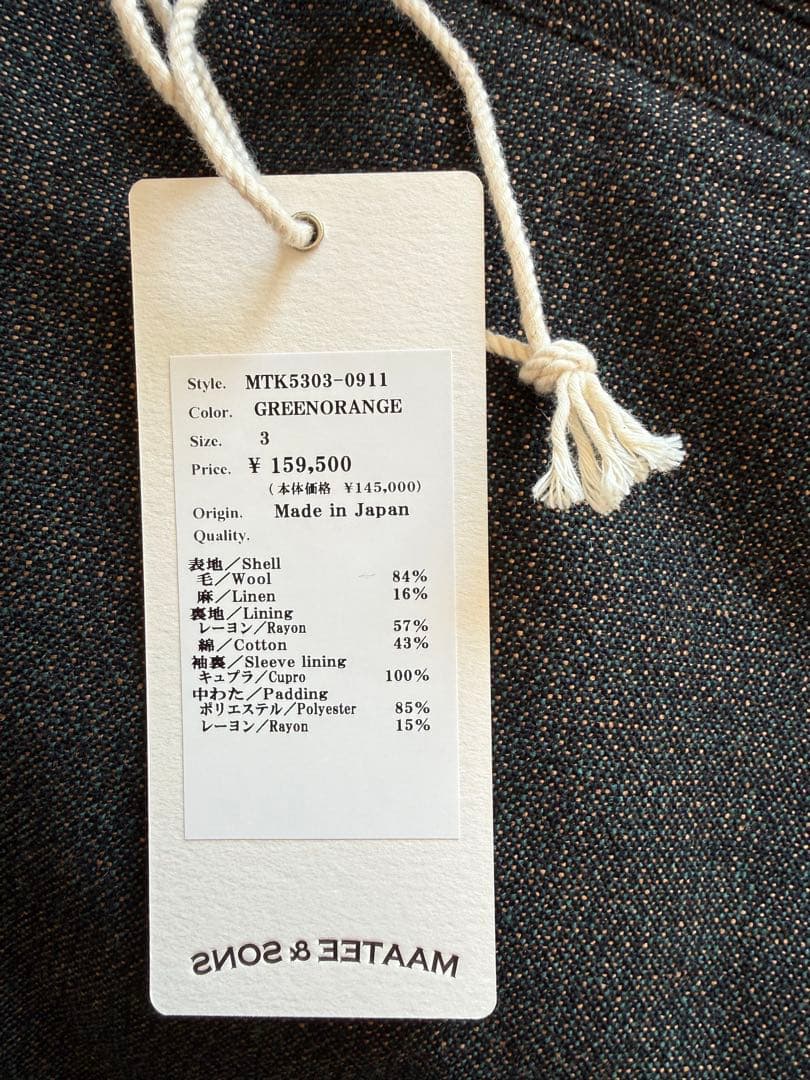 Style. MTK5303-0911
Color. GREENORANGE
Size. 3
Price. ¥ 159,500
(本体価格 ¥145,000)
Origin. Made in Japan
Quality.
表地／Shell
毛／Wool 84%
麻／Linen 16%
裏地／Lining
レーヨン／Rayon 57%
綿／Cotton 43%
袖裏／Sleeve lining
キュプラ／Cupro 100%
中わた／Padding
ポリエステル／Polyester 85%
レーヨン／Rayon 15%
MAATEE & SONS